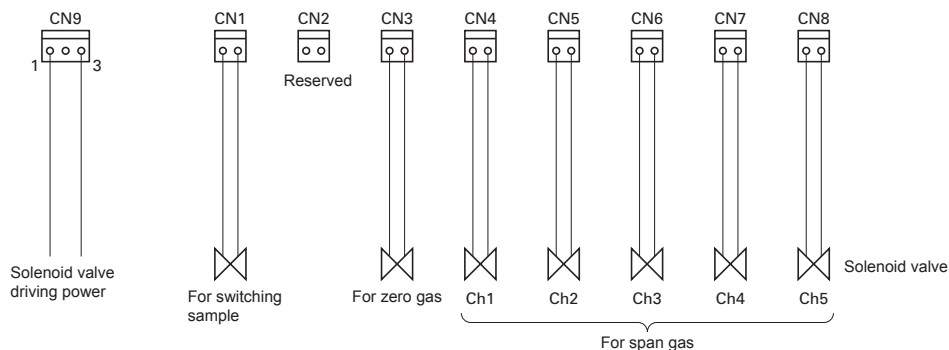 CN9
CN1
CN2
CN3
CN4
CN5
CN6
CN7
CN8
1
3
Reserved
Solenoid valve
driving power
For switching
sample
For zero gas
Ch1
Ch2
Ch3
Ch4
Ch5
Solenoid valve
For span gas